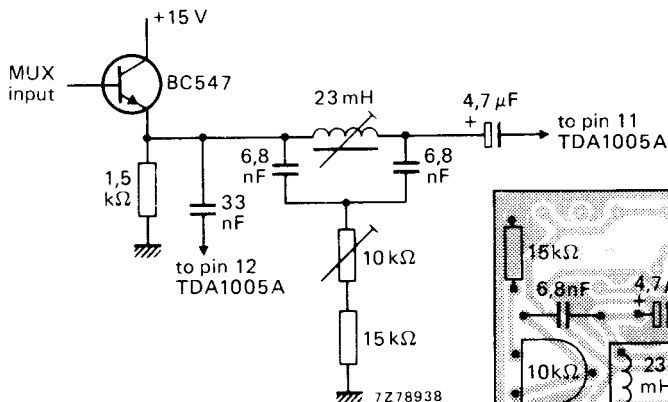 +15 V
MUX
input
BC547
23 mH
4,7 µF
+
to pin 11
TDA1005A
6,8
nF
6,8
nF
1,5
kΩ
33
nF
to pin 12
TDA1005A
10 kΩ
15 kΩ
7Z78938
15kΩ
6,8nF
4,7
+
10kΩ
23
mH